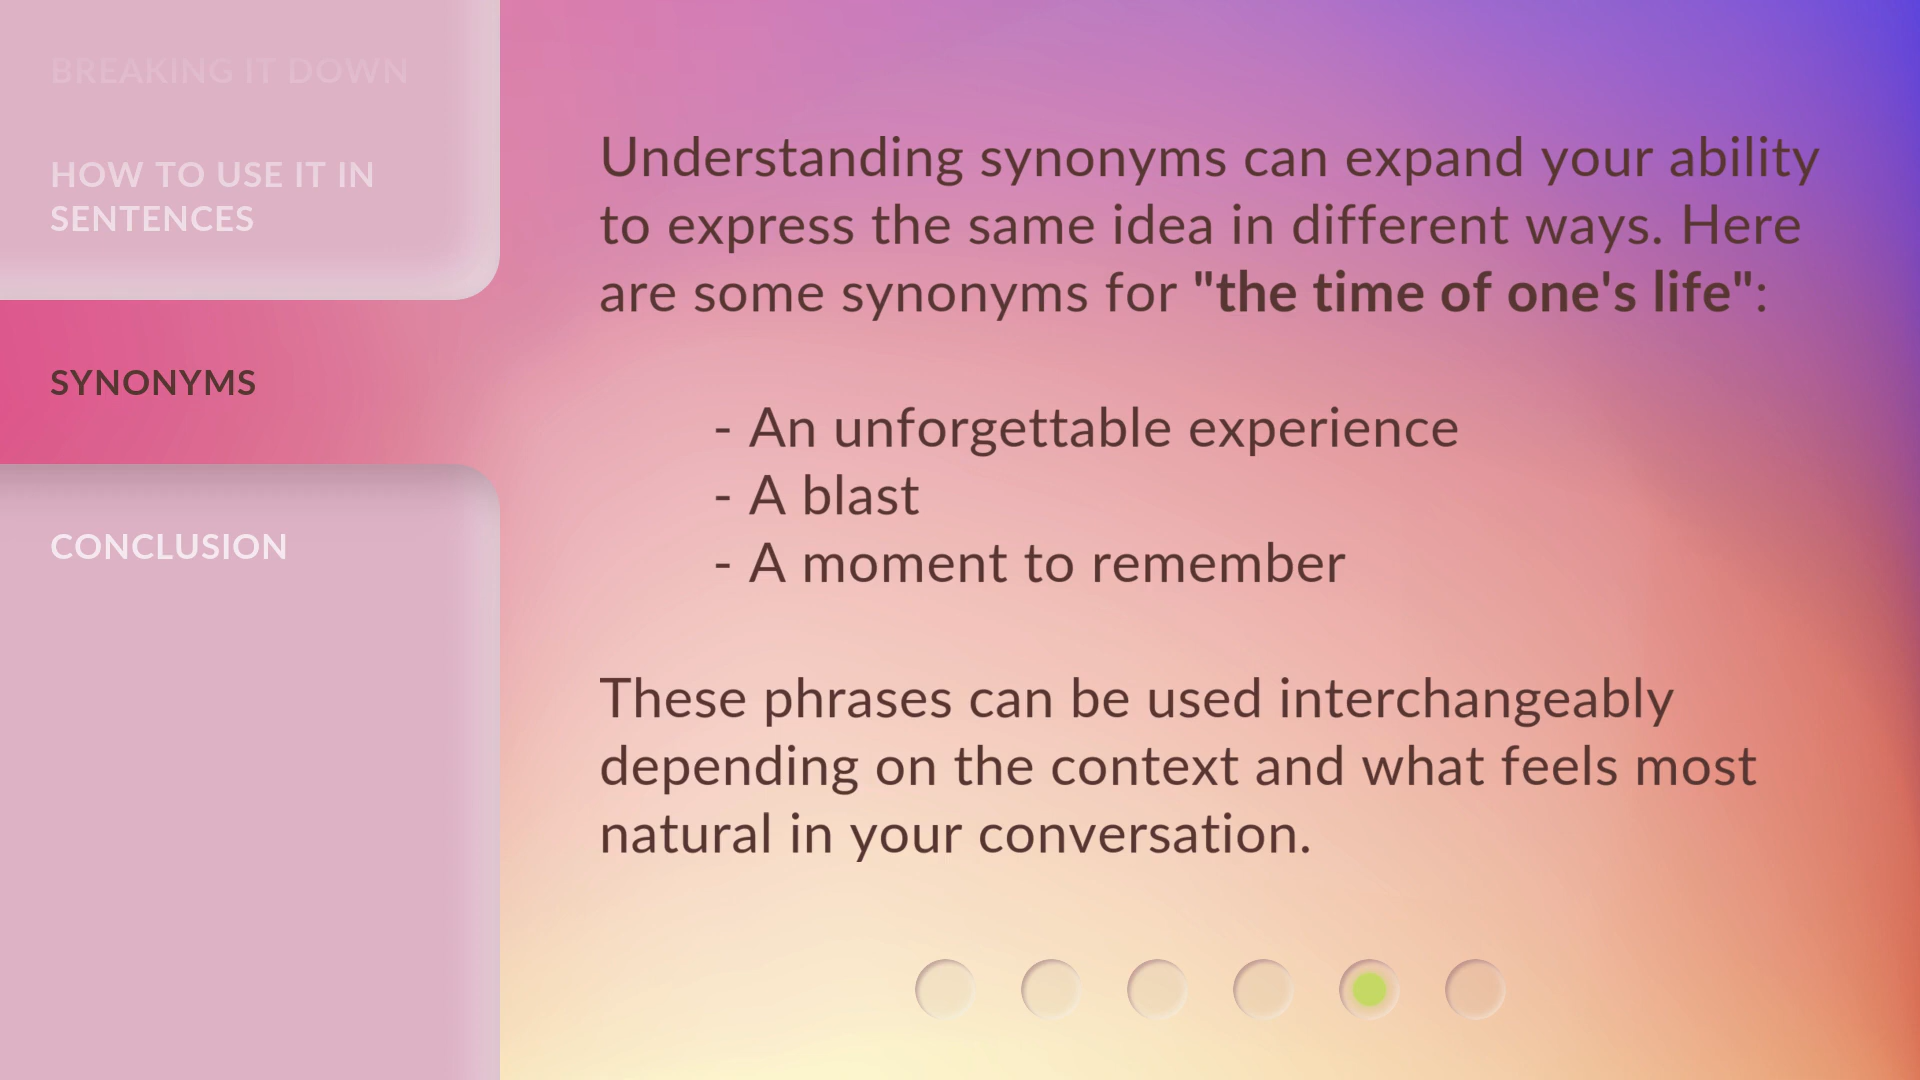 BREAKING IT DOWN
HOW TO USE IT IN
SENTENCES
SYNONYMS
CONCLUSION
Understanding synonyms can expand your ability
to express the same idea in different ways. Here
are some synonyms for "the time of one's life":
- An unforgettable experience
- A blast
- A moment to remember
These phrases can be used interchangeably
depending on the context and what feels most
natural in your conversation.